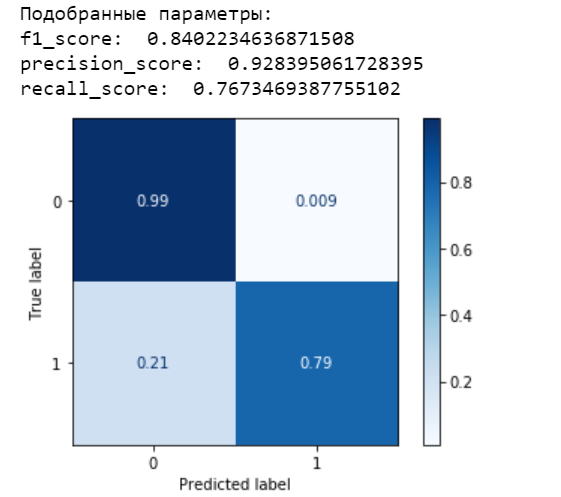 Подобранные параметры:
f1_score:  0.8402234636871508
precision_score:  0.928395061728395
recall_score:  0.7673469387755102
0.8
0.6
0.4
0.2
True label
0
0.99
0.009
1
0.21
0.79
0
1
Predicted label